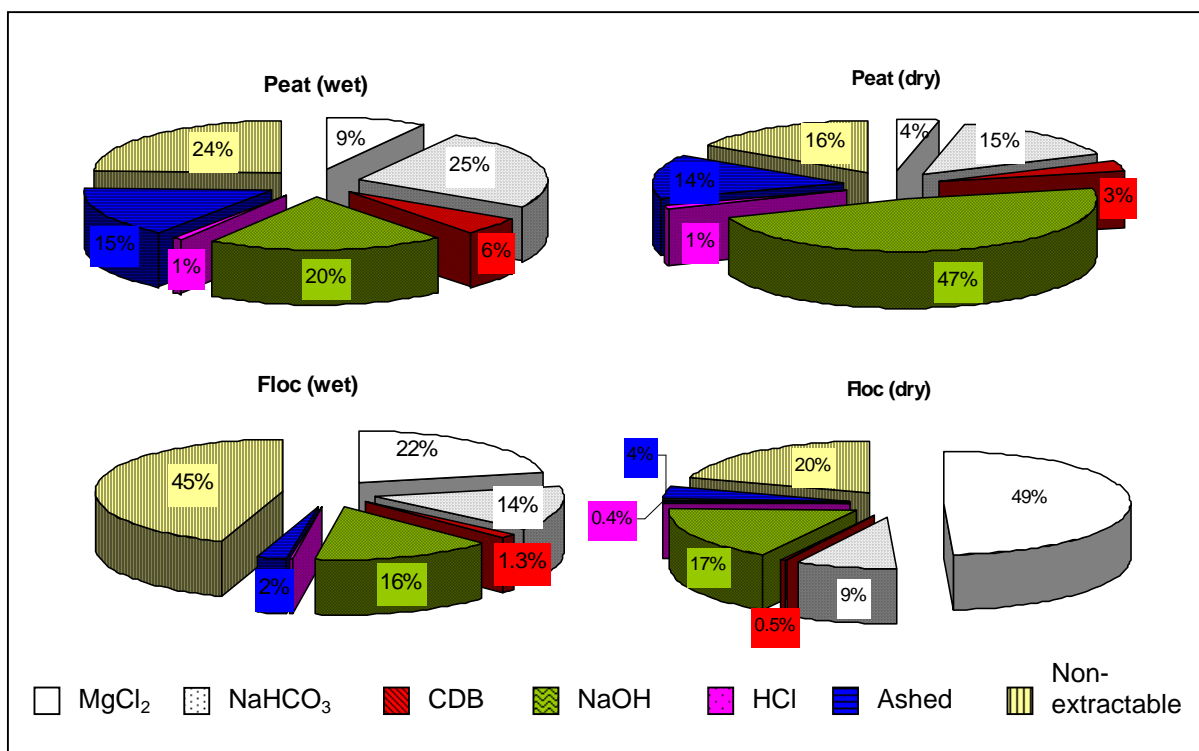 Peat (wet)
9%
25%
6%
20%
1%
15%
24%
Peat (dry)
4%
15%
3%
47%
1%
14%
16%
Floc (wet)
22%
14%
1.3%
16%
2%
45%
Floc (dry)
49%
9%
0.5%
17%
0.4%
4%
20%
MgCl₂
NaHCO₃
CDB
NaOH
HCl
Ashed
Non-
extractable